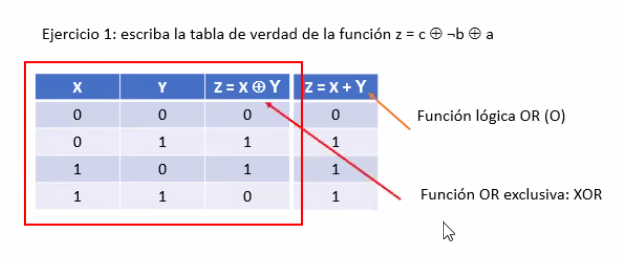 Ejercicio 1: escriba la tabla de verdad de la función z = c ⊕ ¬b ⊕ a
X Y Z = X ⊕ Y Z = X + Y
0 0 0 0
0 1 1 1
1 0 1 1
1 1 0 1
Función lógica OR (O)
Función OR exclusiva: XOR